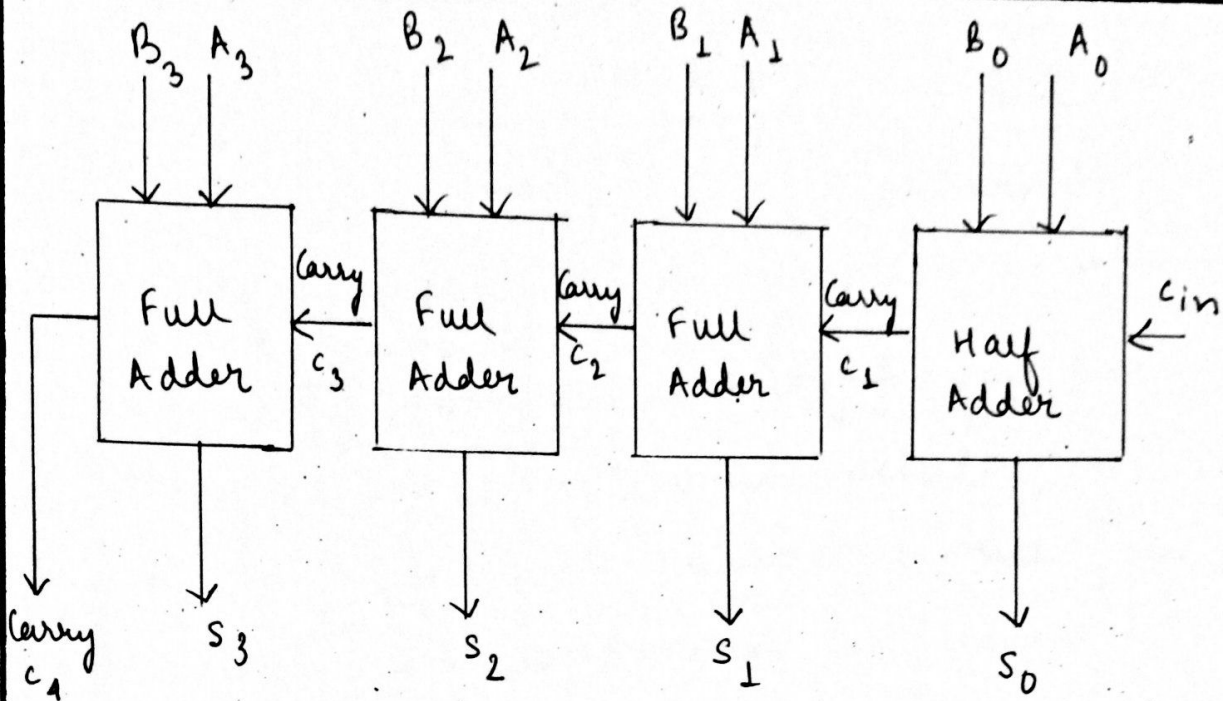 B3 A3 B2 A2 B1 A1 B0 A0
Full Adder
Carry C3
Full Adder
Carry C2
Full Adder
Carry C1
Half Adder
Cin
Carry C4
S3
S2
S1
S0